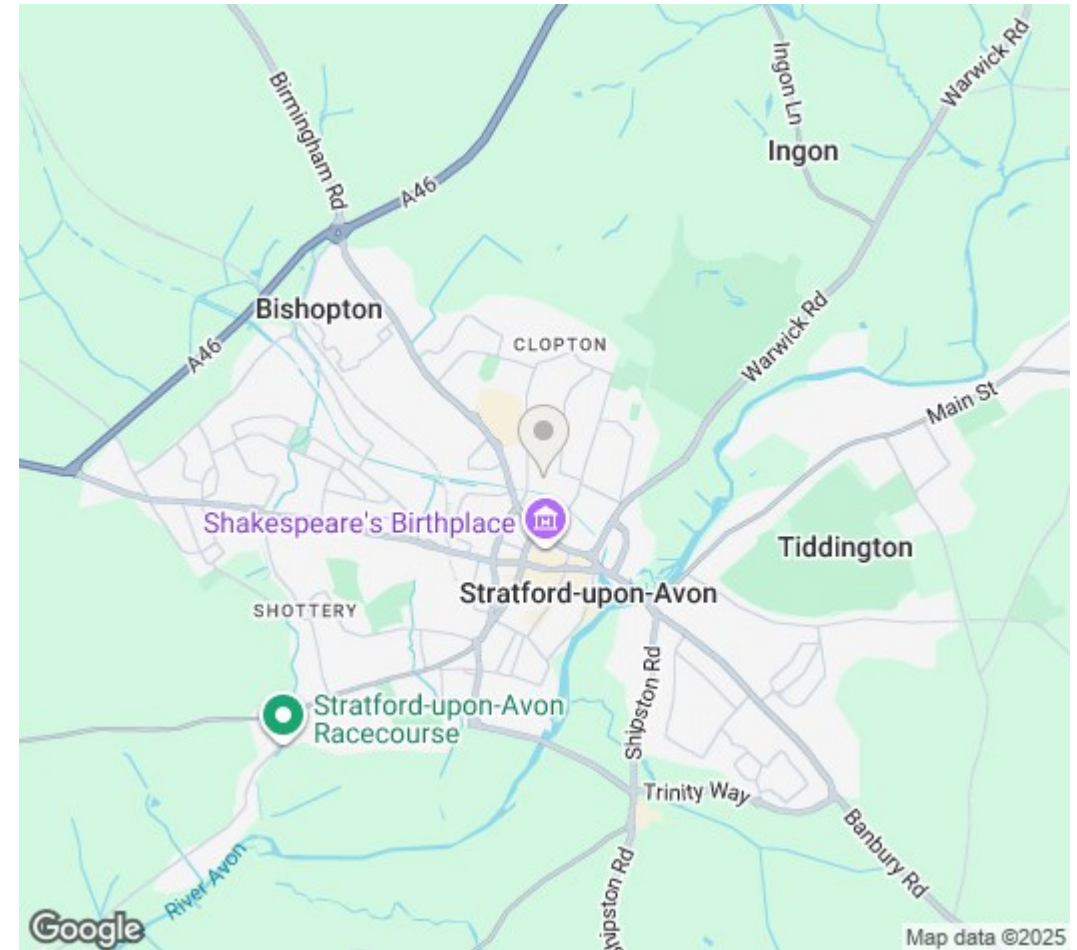 Birmingham Rd
A46
Ingon Ln
Warwick Rd
Ingon
Bishopton
A46
CLOPTON
Warwick Rd
Main St
Shakespeare's Birthplace
Tiddington
Stratford-upon-Avon
SHOTTERY
Stratford-upon-Avon
Racecourse
Shipston Rd
Trinity Way
Banbury Rd
River Avon
hipston Rd
Google
Map data ©2025